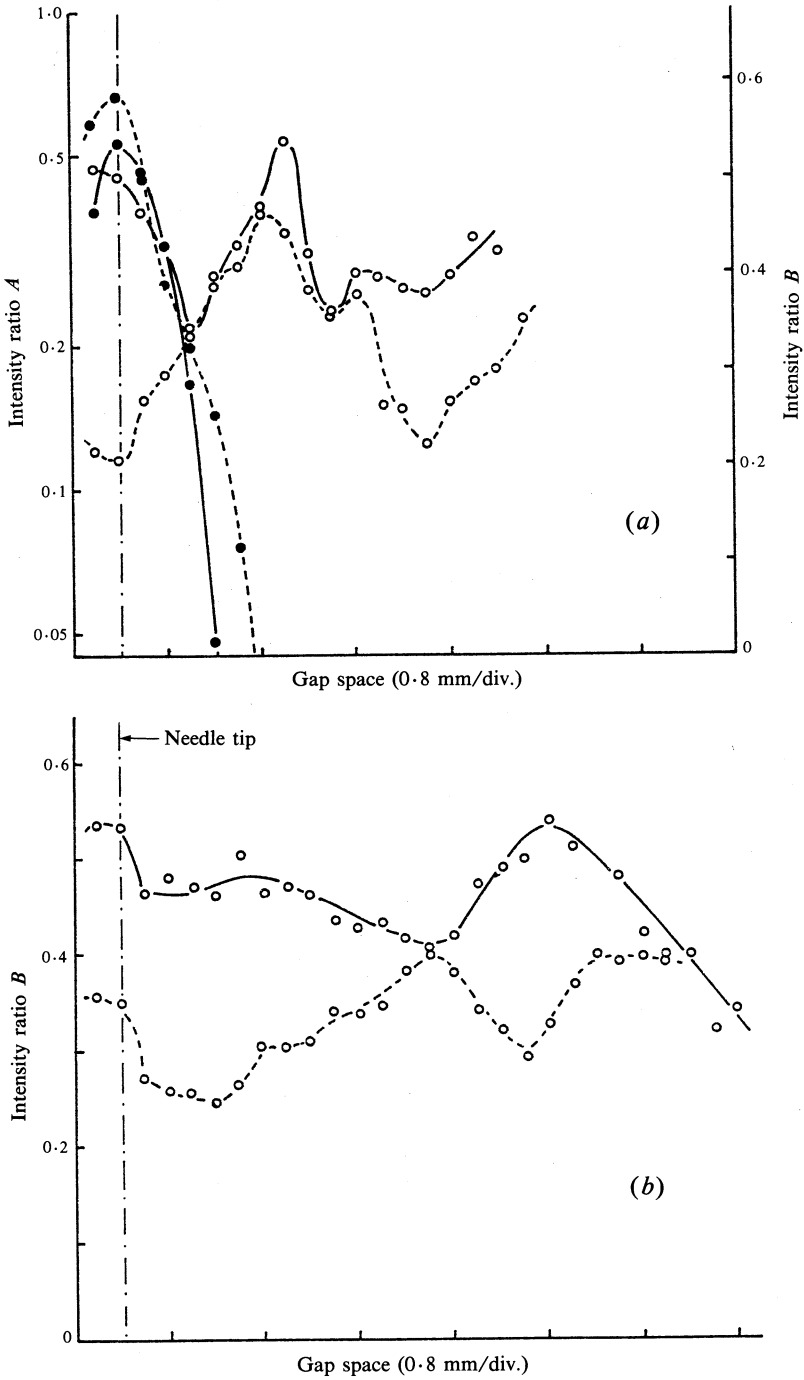 1·0
0·5
0·2
0·1
0·05
Intensity ratio A
0·6
0·4
0·2
0
Intensity ratio B
(a)
Gap space (0·8 mm/div.)
Needle tip
0·6
0·4
0·2
0
Intensity ratio B
(b)
Gap space (0·8 mm/div.)